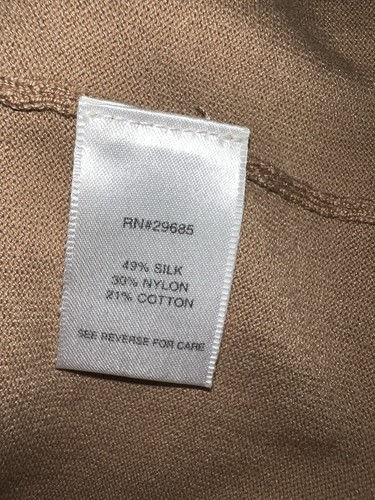 RN#29685
49% SILK
30% NYLON
21% COTTON
SEE REVERSE FOR CARE